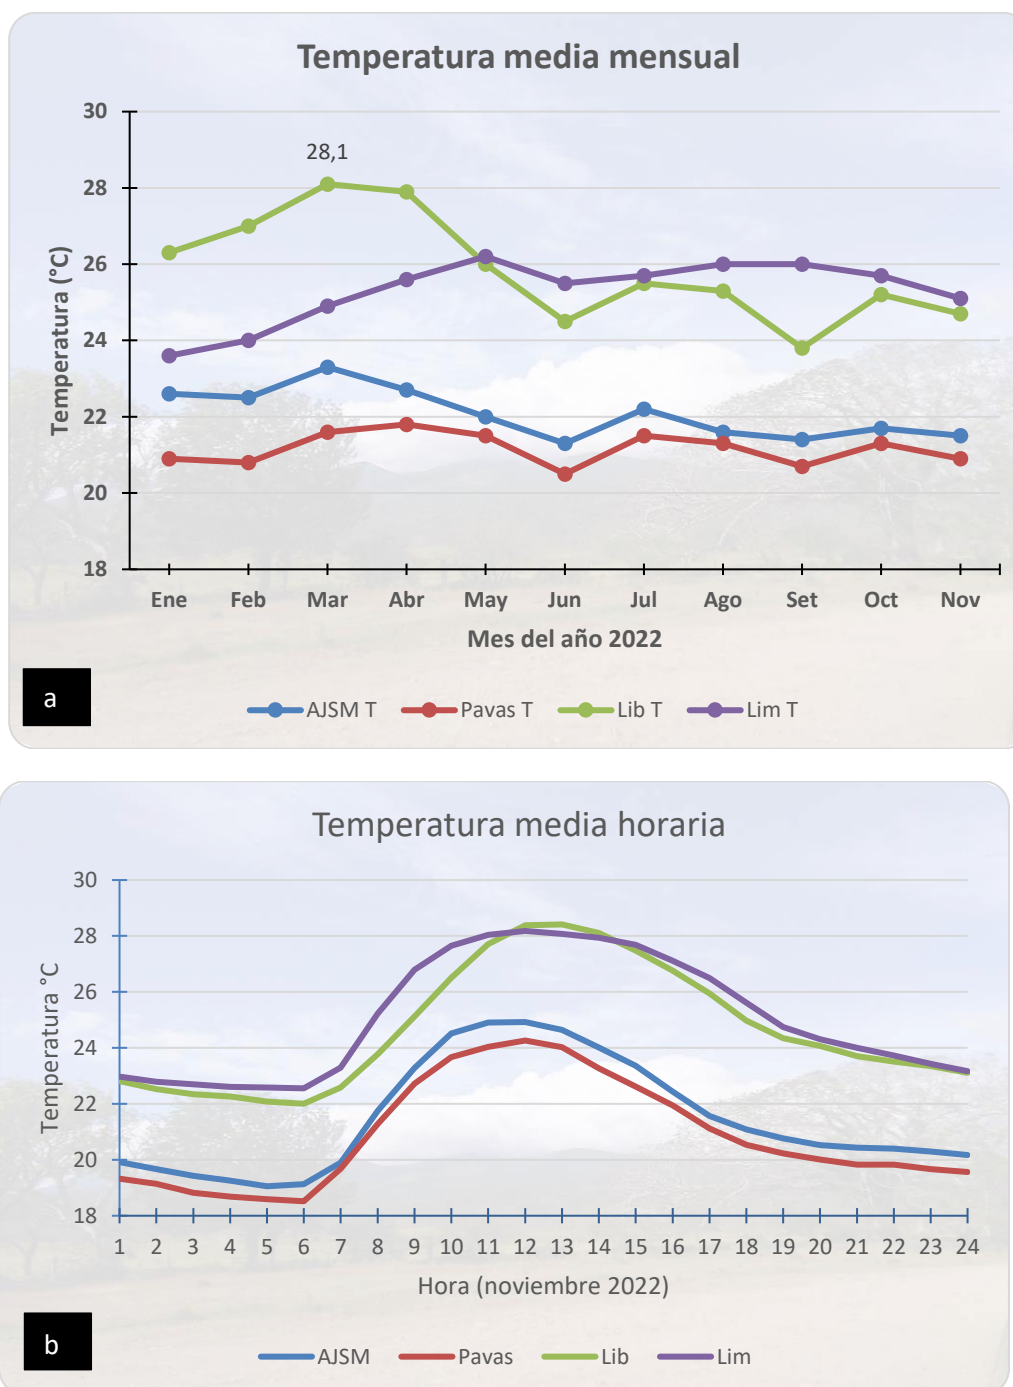 Temperatura media mensual
30
28
26
24
22
20
18
Temperatura (°C)
28,1
Ene Feb Mar Abr May Jun Jul Ago Set Oct Nov
Mes del año 2022
a
AJSM T Pavas T Lib T Lim T
Temperatura media horaria
30
28
26
24
22
20
18
Temperatura °C
1 2 3 4 5 6 7 8 9 10 11 12 13 14 15 16 17 18 19 20 21 22 23 24
Hora (noviembre 2022)
b
AJSM Pavas Lib Lim